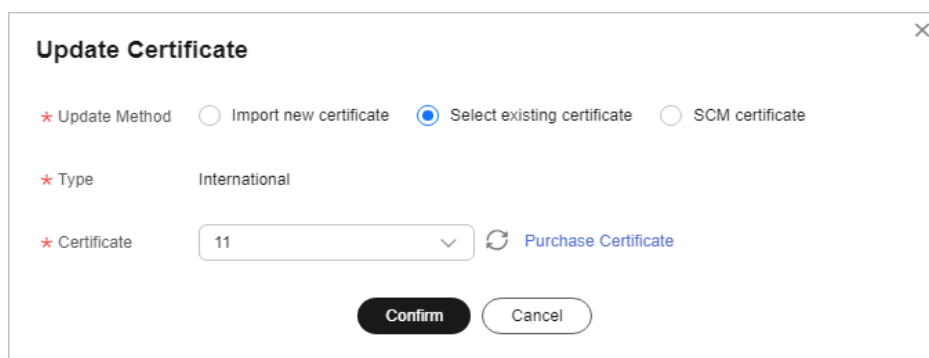 Update Certificate
* Update Method Import new certificate Select existing certificate SCM certificate
* Type International
* Certificate 11 Purchase Certificate
Confirm Cancel